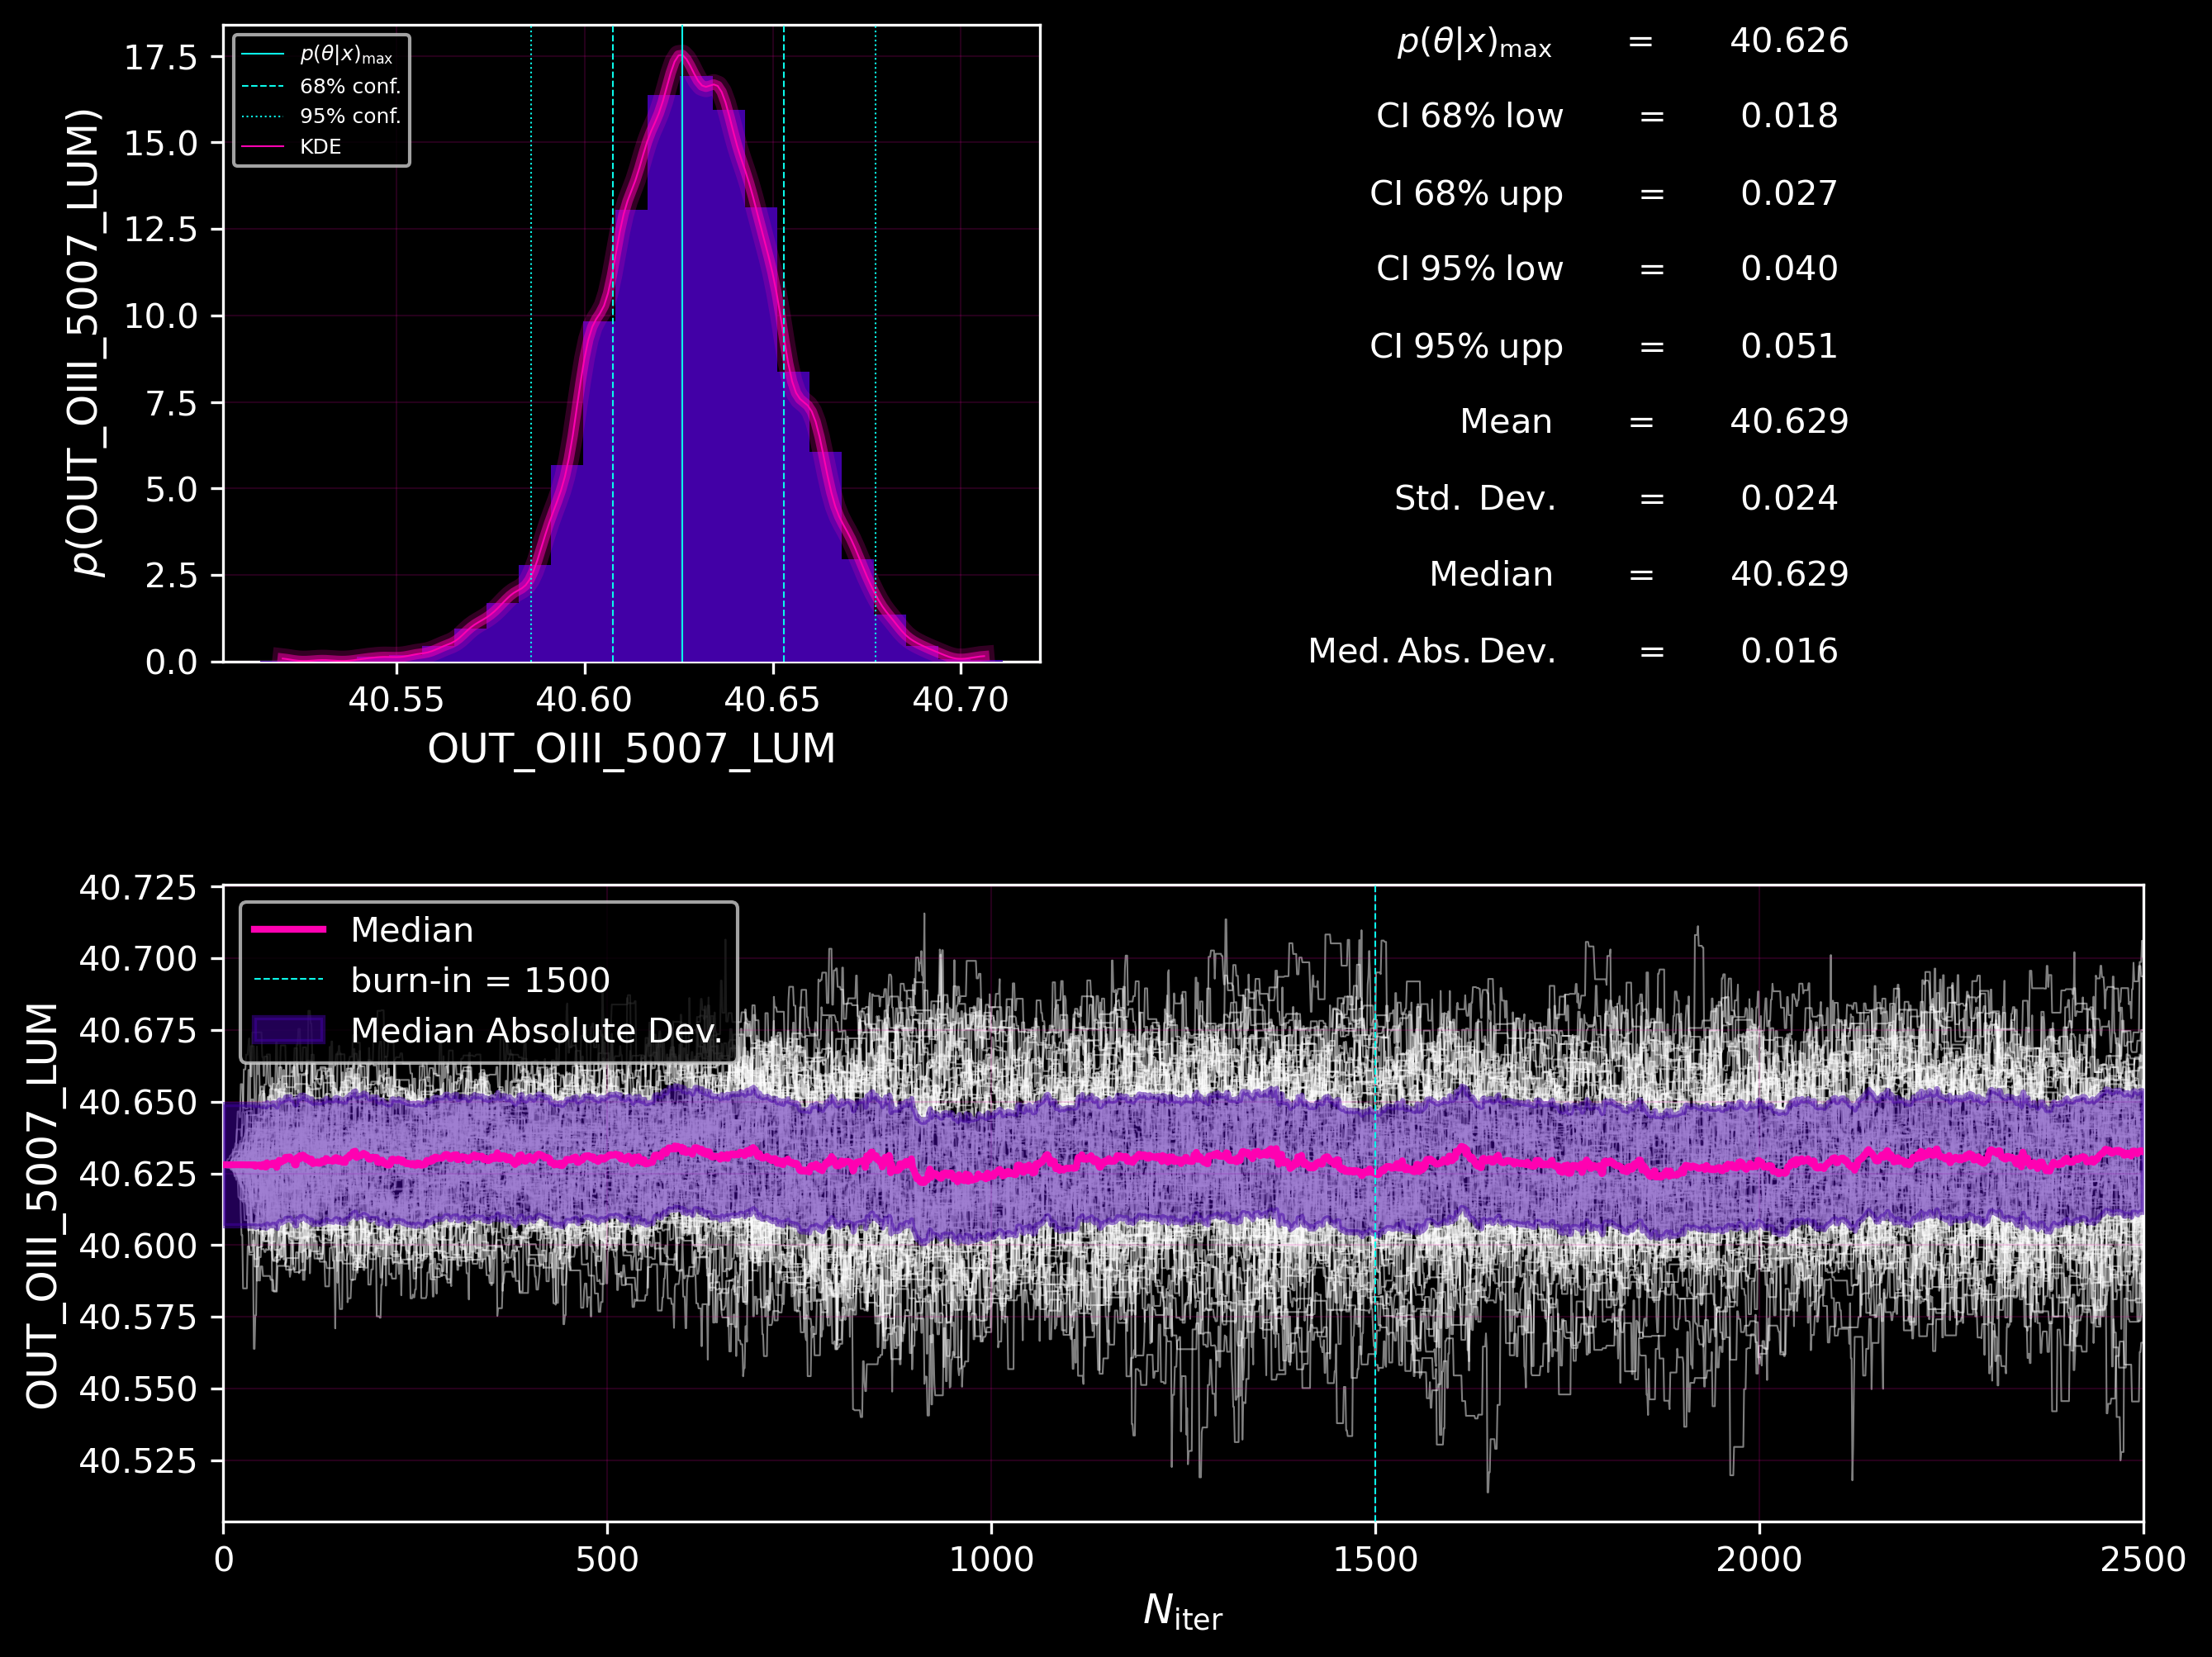 p(OUT_OIII_5007_LUM)
17.5
15.0
12.5
10.0
7.5
5.0
2.5
0.0
p(θ|x)max
68% conf.
95% conf.
KDE
40.55 40.60 40.65 40.70
OUT_OIII_5007_LUM
p(θ|x)max = 40.626
CI 68% low = 0.018
CI 68% upp = 0.027
CI 95% low = 0.040
CI 95% upp = 0.051
Mean = 40.629
Std. Dev. = 0.024
Median = 40.629
Med. Abs. Dev. = 0.016
OUT_OIII_5007_LUM
40.725
40.700
40.675
40.650
40.625
40.600
40.575
40.550
40.525
Median
burn-in = 1500
Median Absolute Dev.
0 500 1000 1500 2000 2500
Niter